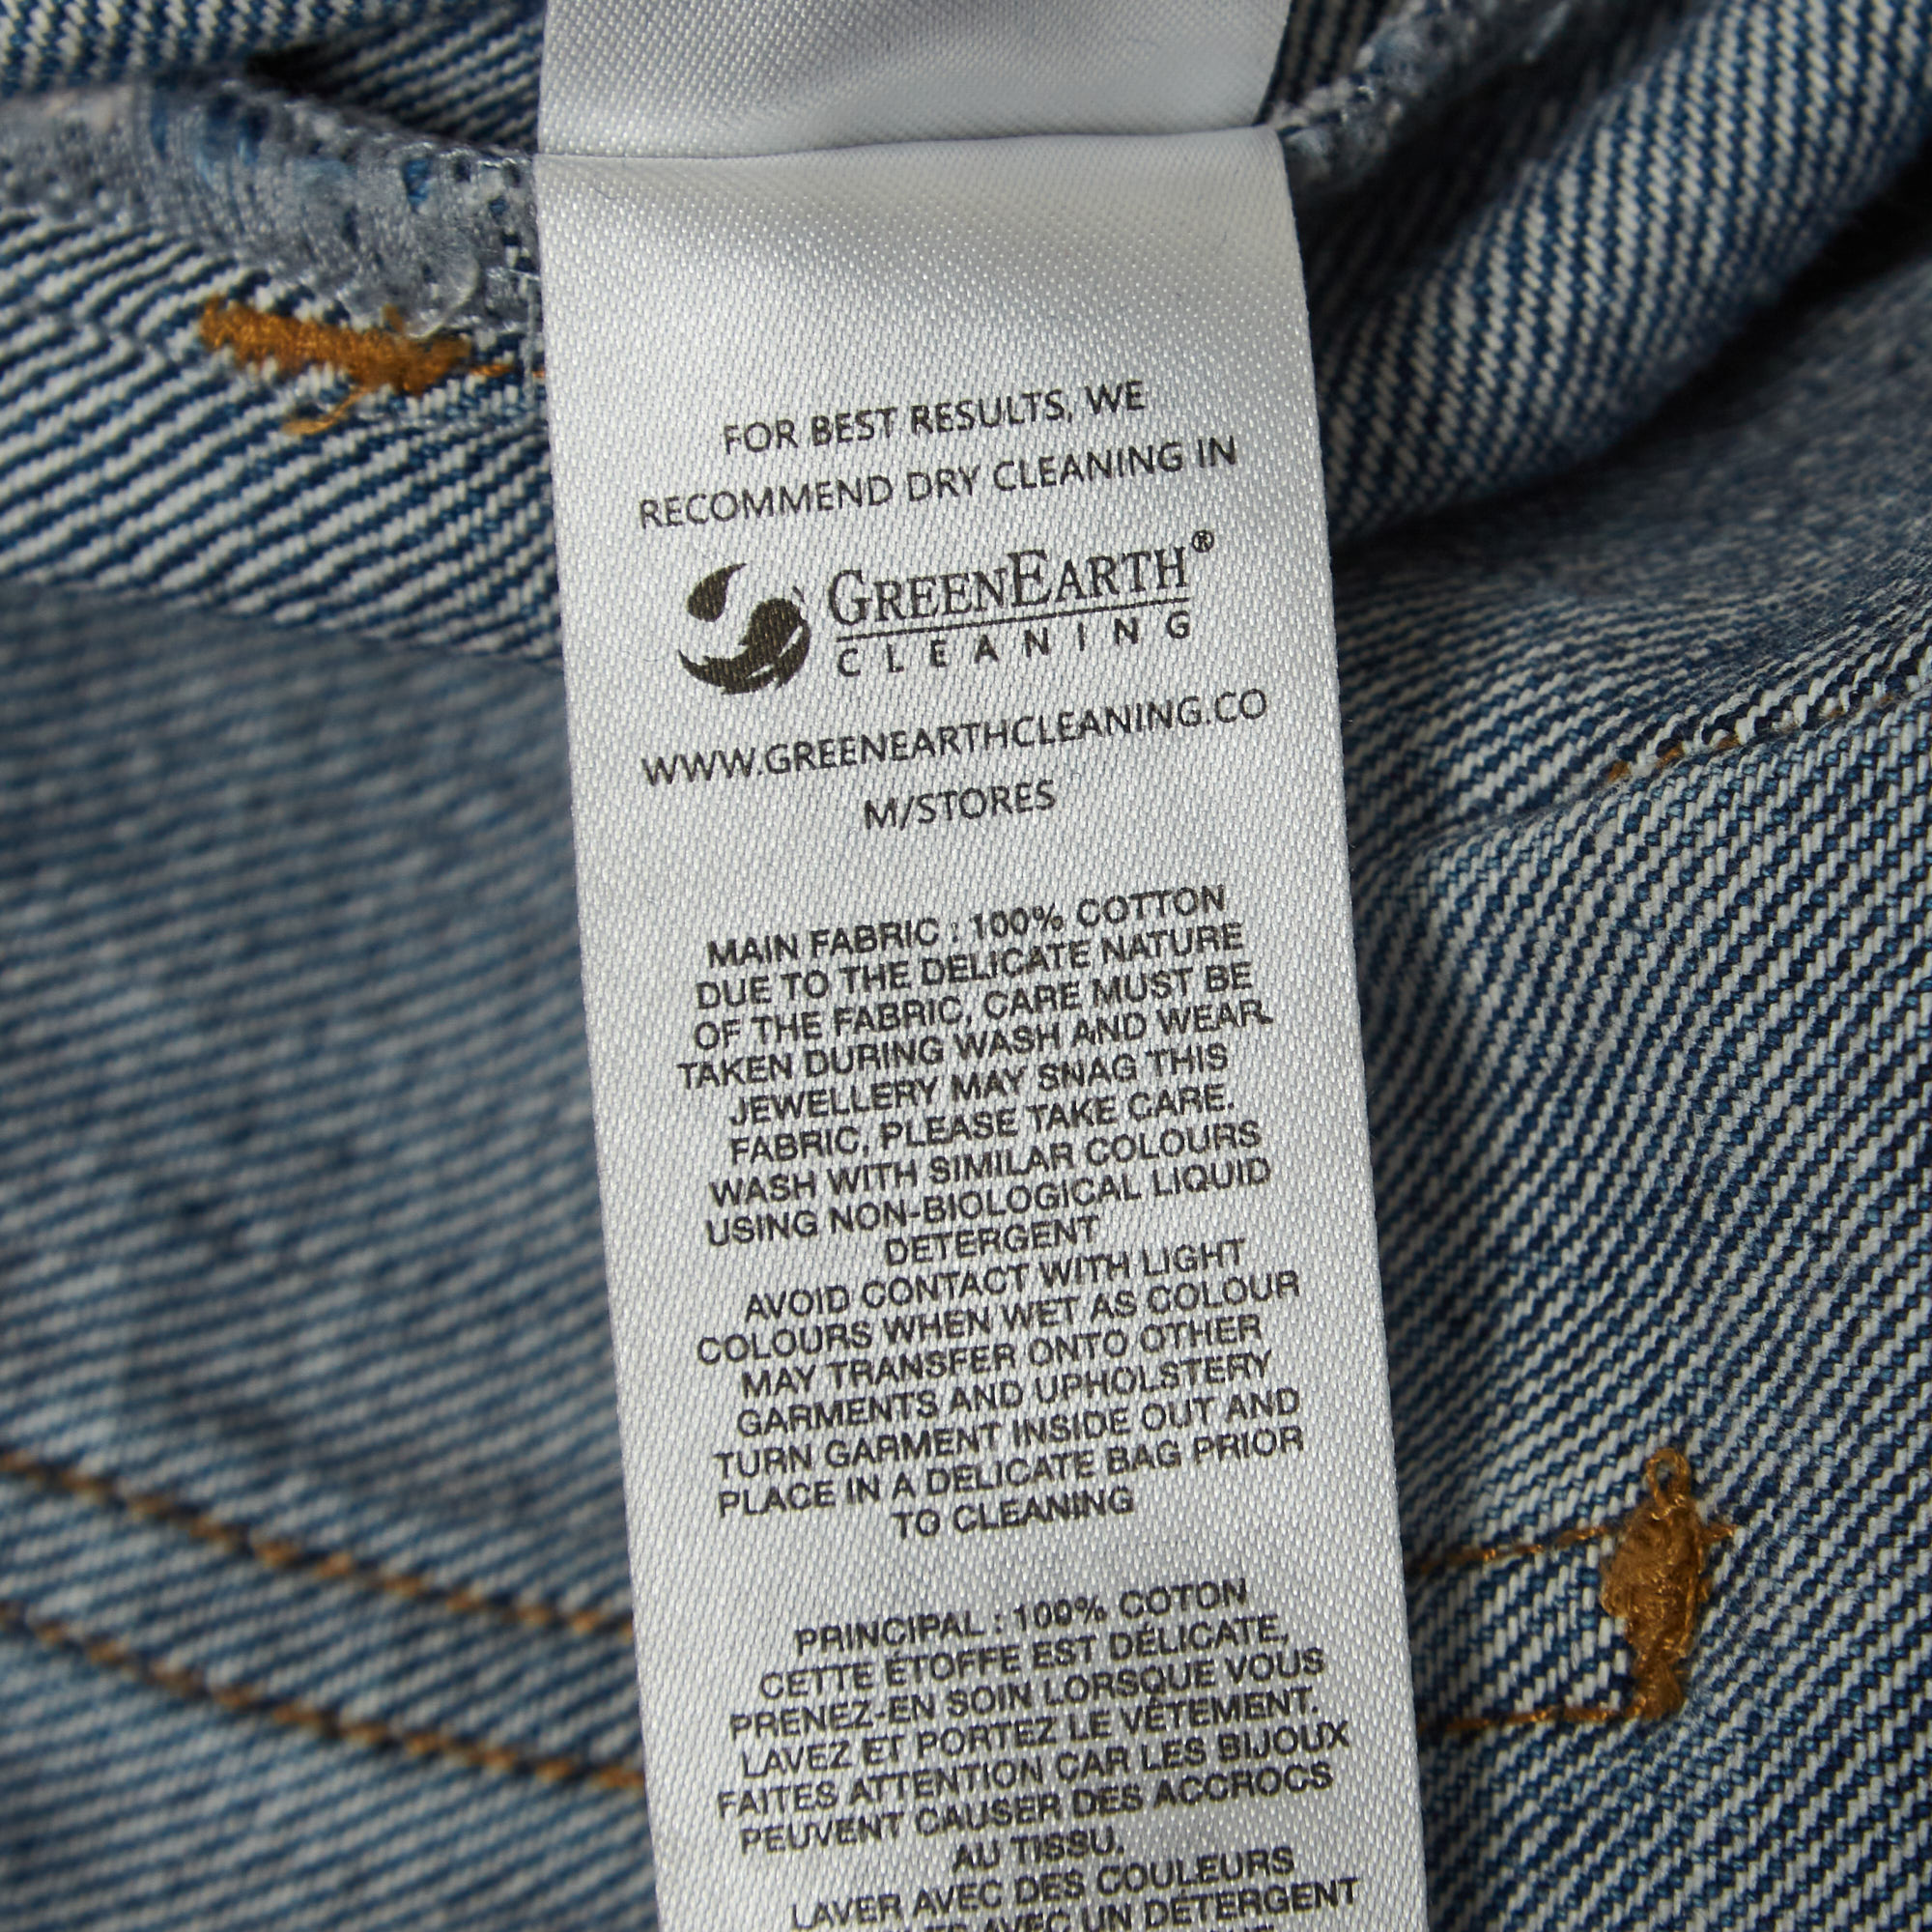 FOR BEST RESULTS, WE
RECOMMEND DRY CLEANING IN
GREENEARTH®
CLEANING
WWW.GREENEARTHCLEANING.CO
M/STORES
MAIN FABRIC : 100% COTTON
DUE TO THE DELICATE NATURE
OF THE FABRIC, CARE MUST BE
TAKEN DURING WASH AND WEAR.
JEWELLERY MAY SNAG THIS
FABRIC, PLEASE TAKE CARE.
WASH WITH SIMILAR COLOURS
USING NON-BIOLOGICAL LIQUID
DETERGENT
AVOID CONTACT WITH LIGHT
COLOURS WHEN WET AS COLOUR
MAY TRANSFER ONTO OTHER
GARMENTS AND UPHOLSTERY
TURN GARMENT INSIDE OUT AND
PLACE IN A DELICATE BAG PRIOR
TO CLEANING
PRINCIPAL : 100% COTON
CETTE ÉTOFFE EST DÉLICATE,
PRENEZ-EN SOIN LORSQUE VOUS
LAVEZ ET PORTEZ LE VÊTEMENT.
FAITES ATTENTION CAR LES BIJOUX
PEUVENT CAUSER DES ACCROCS
AU TISSU.
LAVER AVEC DES COULEURS
AVEC UN DÉTERGENT